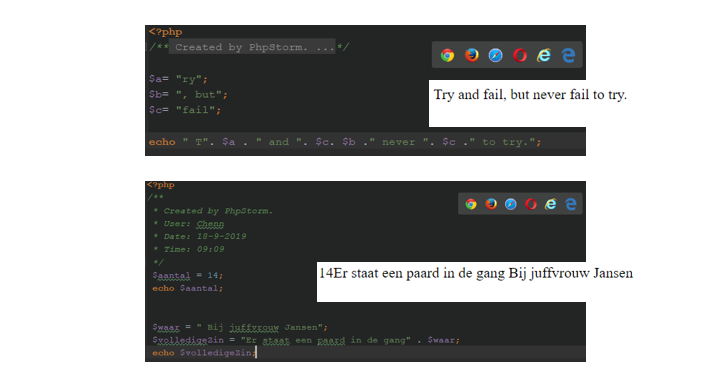 <?php
/** Created by PhpStorm. ...*/
$a= "ry";
$b= ", but";
$c= "fail";
echo " T". $a . " and ". $c. $b ." never ". $c ." to try.";
Try and fail, but never fail to try.
<?php
/**
* Created by PhpStorm.
* User: Chenn
* Date: 18-9-2019
* Time: 09:09
*/
$aantal = 14;
echo $aantal;
$waar = " Bij juffvrouw Jansen";
$volledigeZin = "Er staat een paard in de gang" . $waar;
echo $volledigeZin;
14Er staat een paard in de gang Bij juffvrouw Jansen